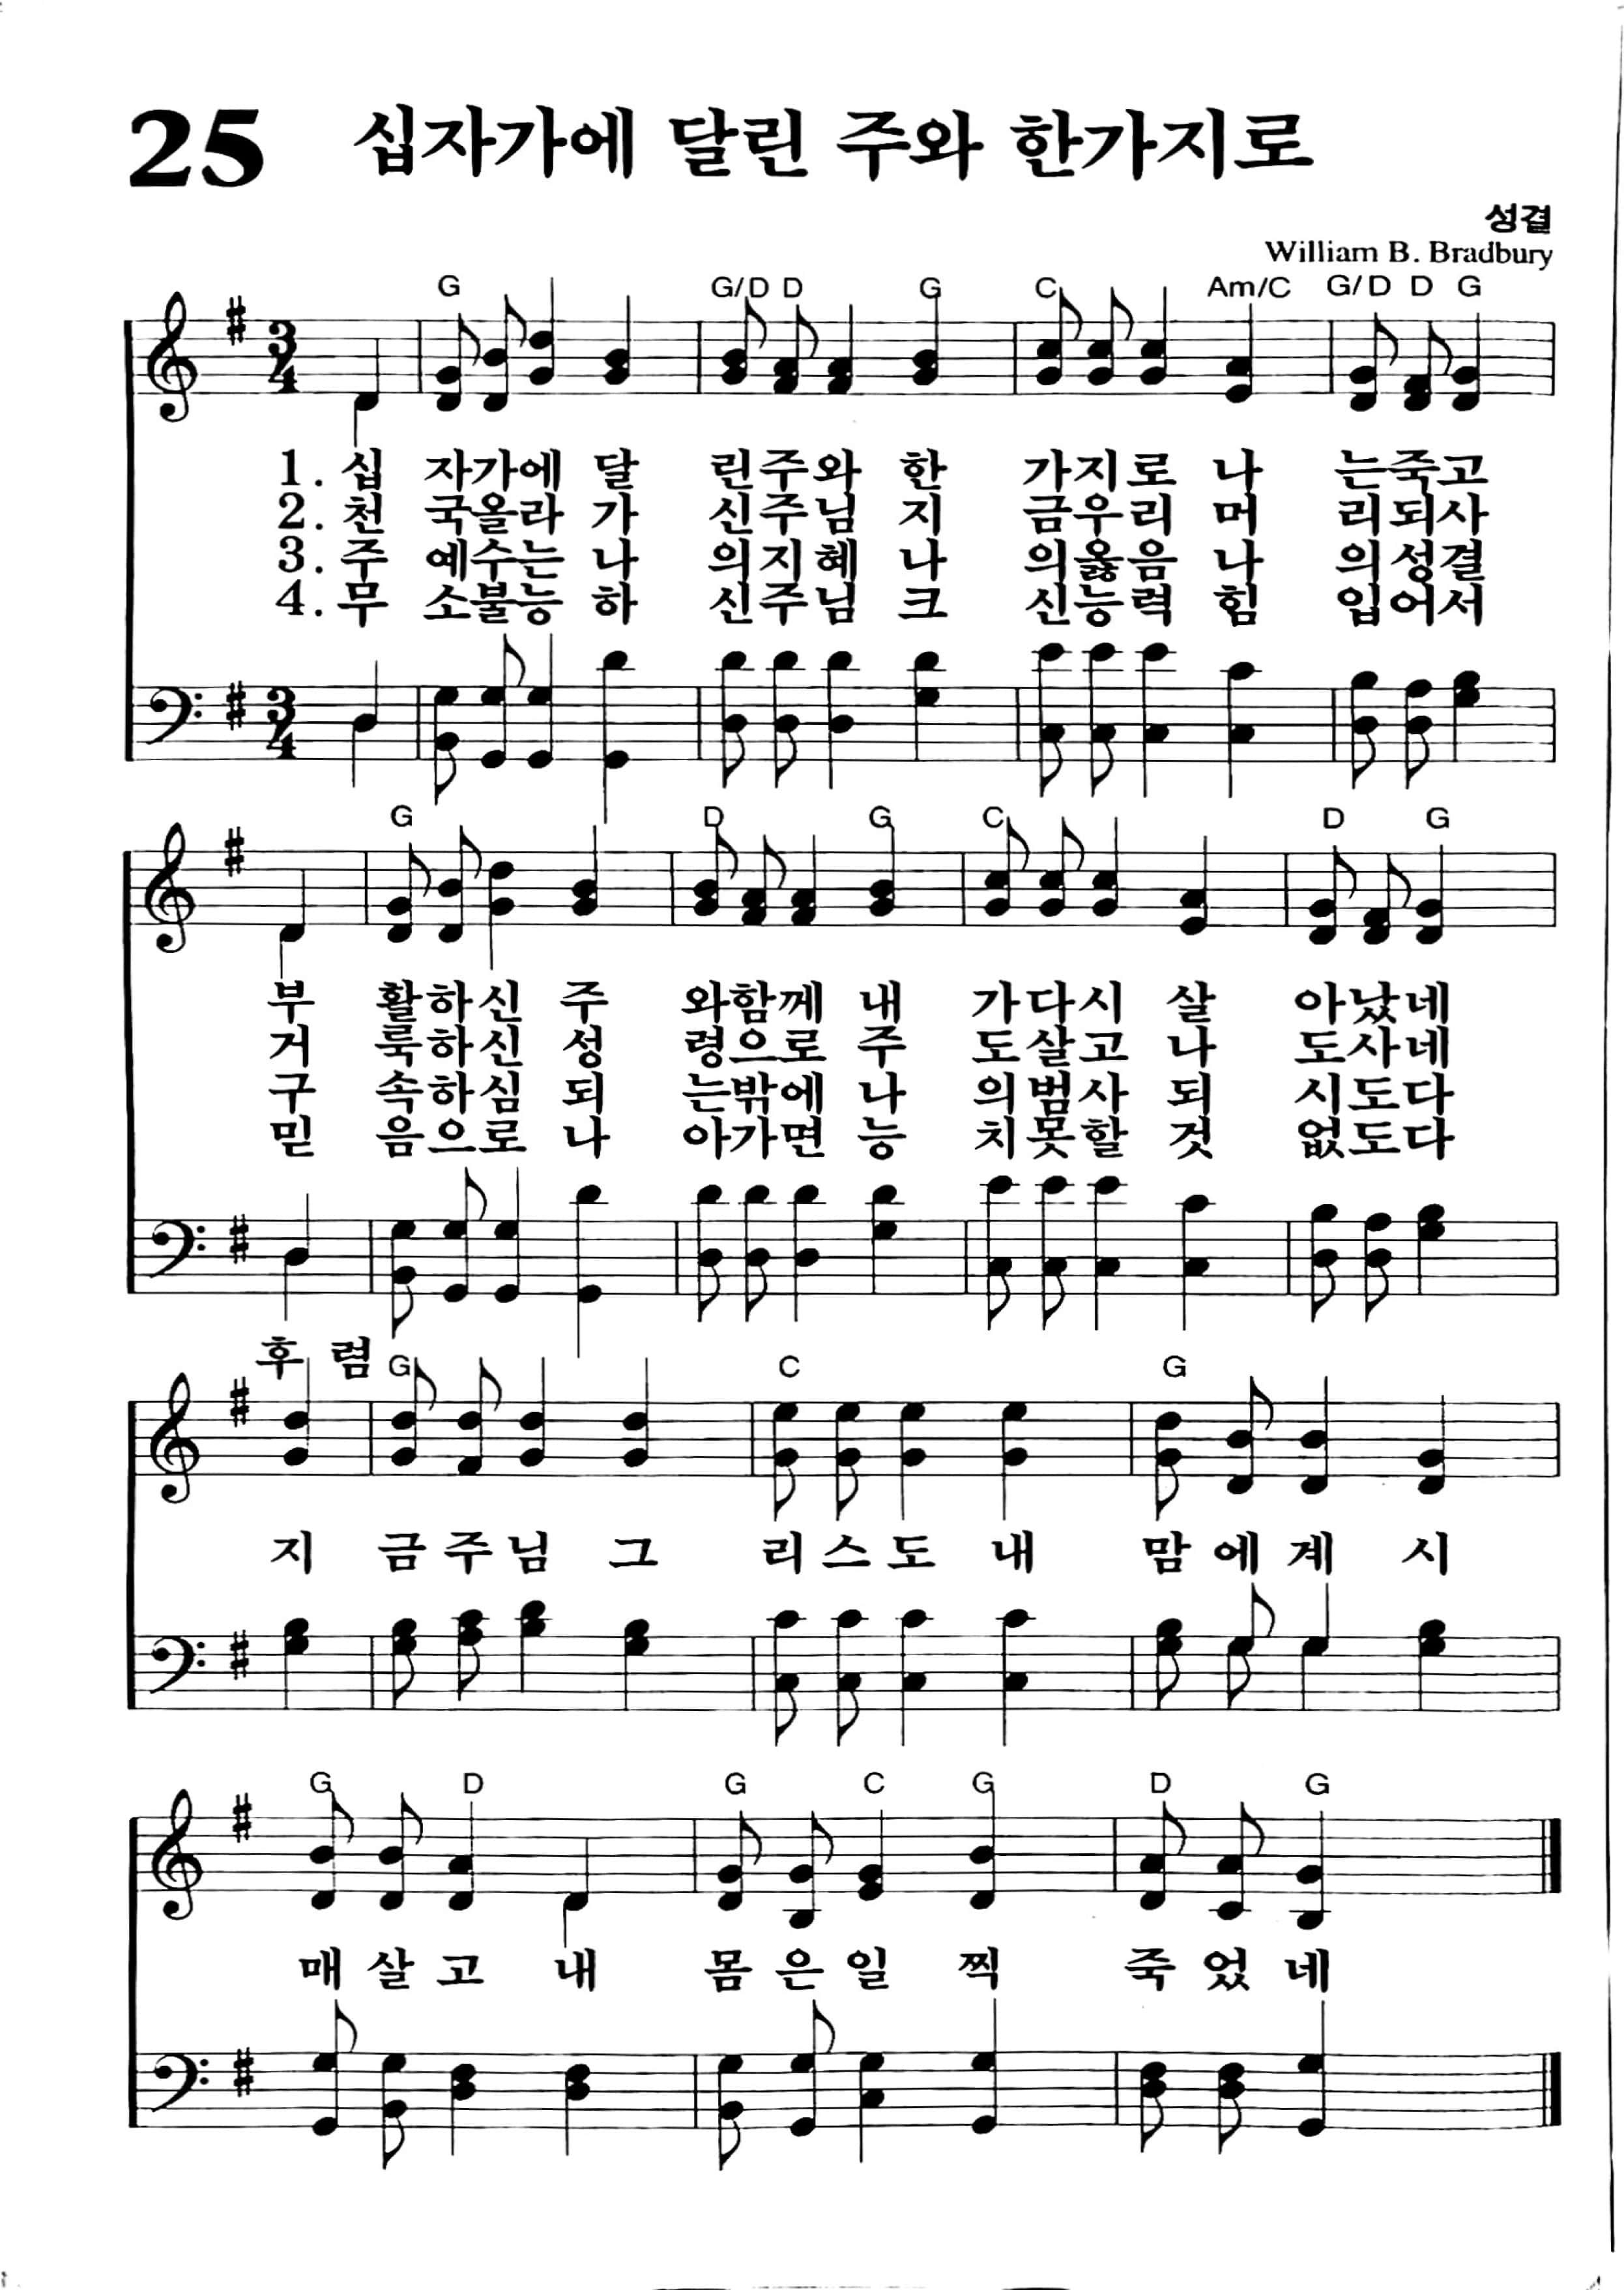 25 십자가에 달린 주와 한가지로
성결
William B. Bradbury
G G/D D G C Am/C G/D D G
1. 십 자가에 달 린주와 한 가지로 나 는죽고
2. 천 국올라 가 신주님 지 금우리 머 리되사
3. 주 예수는 나 의지혜 나 의옳음 나 의성결
4. 무 소불능 하 신주님 크 신능력 힘 입어서
G D G C D G
부 활하신 주 와함께 내 가다시 살 아났네
거 룩하신 성 령으로 주 도살고 나 도사네
구 속하심 되 는밖에 나 의범사 되 시도다
믿 음으로 나 아가면 능 치못할 것 없도다
후 렴 G C G
지 금주님 그 리스도 내 맘에계 시
G D G C G D G
매살고 내 몸은일 찍 죽었네